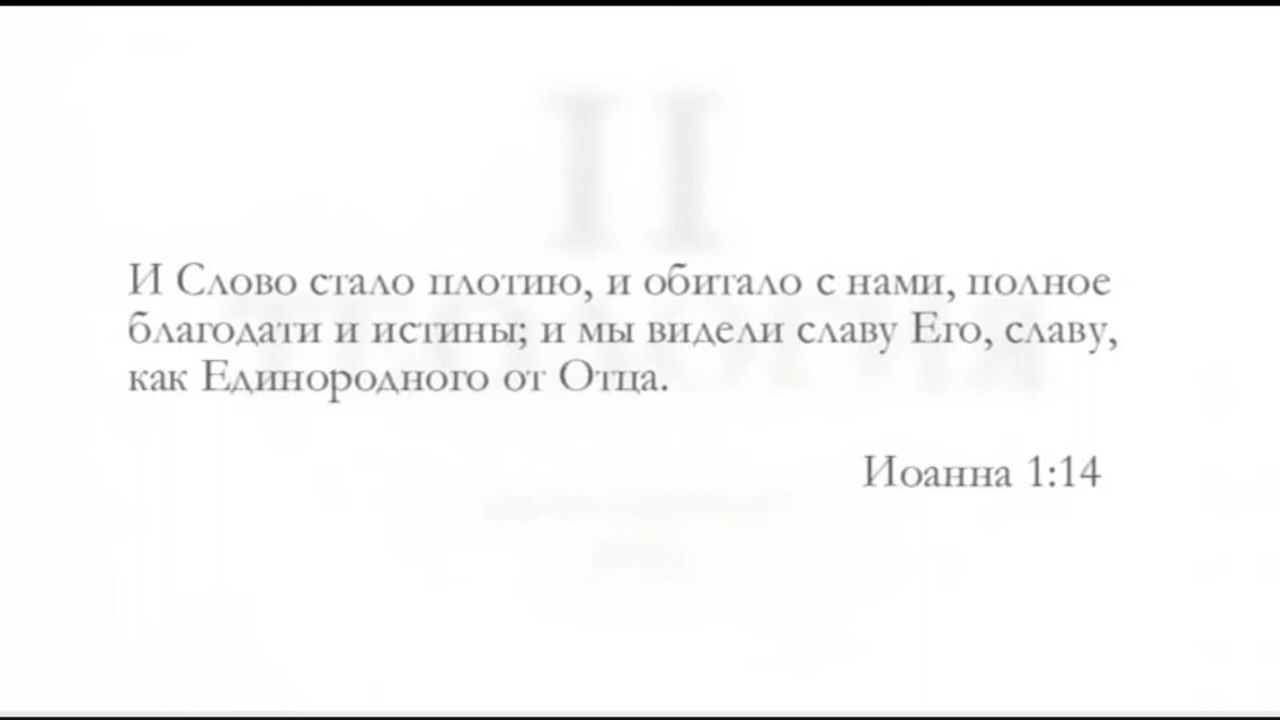 II
И Слово стало плотию, и обитало с нами, полное
благодати и истины; и мы видели славу Его, славу,
как Единородного от Отца.
Иоанна 1:14